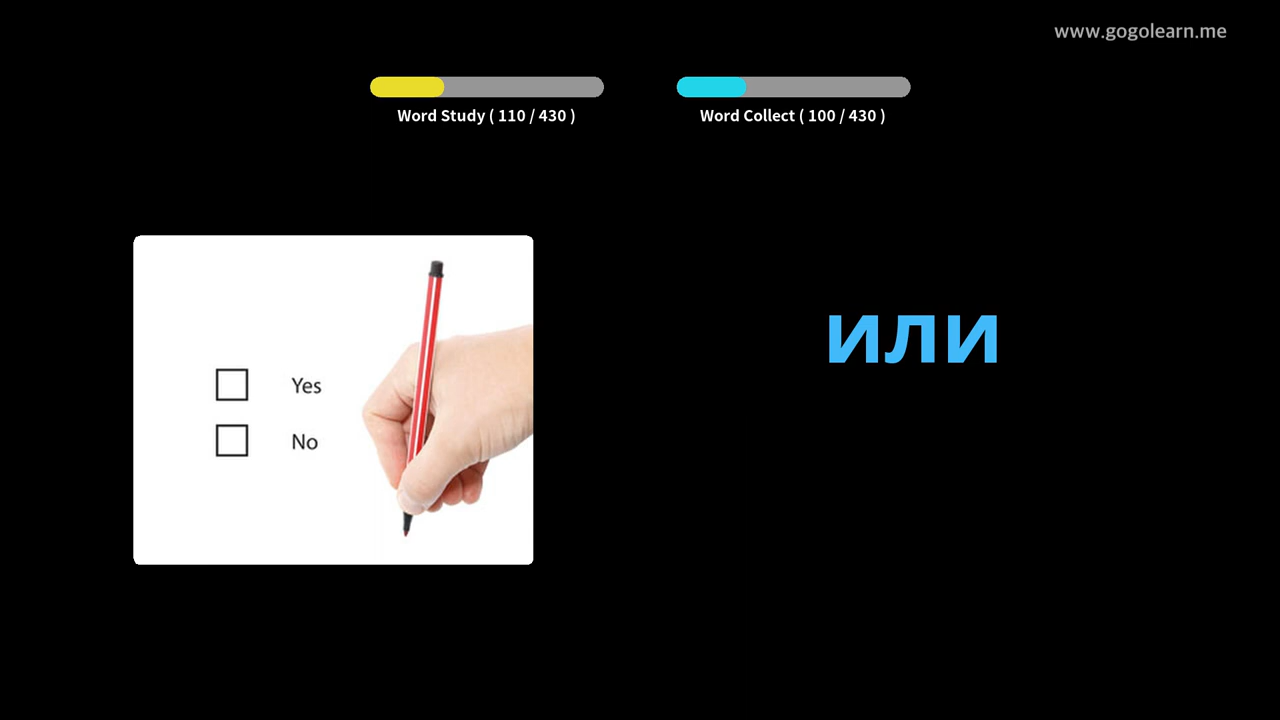 www.gogolearn.me
Word Study ( 110 / 430 )
Word Collect ( 100 / 430 )
или
Yes
No